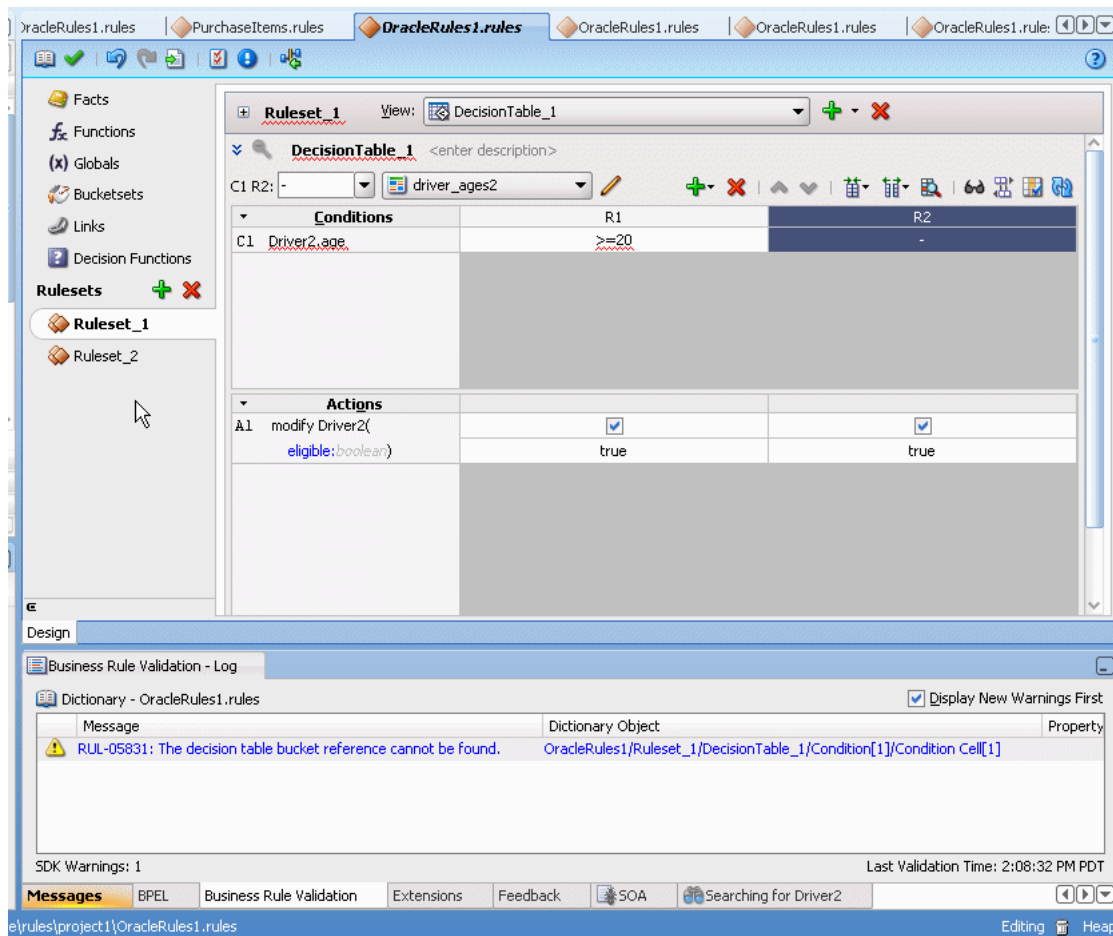 OracleRules1.rules PurchaseItems.rules OracleRules1.rules OracleRules1.rules OracleRules1.rules OracleRules1.rule:
Facts
Functions
(x) Globals
Bucketsets
Links
Decision Functions
Rulesets
Ruleset_1
Ruleset_2
Ruleset_1 View: DecisionTable_1
DecisionTable_1 <enter description>
C1 R2: - driver_ages2
Conditions R1 R2
C1 Driver2.age >=20 -
Actions
A1 modify Driver2(
eligible:boolean) true true
Design
Business Rule Validation - Log
Dictionary - OracleRules1.rules Display New Warnings First
Message Dictionary Object Property
RUL-05831: The decision table bucket reference cannot be found. OracleRules1/Ruleset_1/DecisionTable_1/Condition[1]/Condition Cell[1]
SDK Warnings: 1 Last Validation Time: 2:08:32 PM PDT
Messages BPEL Business Rule Validation Extensions Feedback SOA Searching for Driver2
e\rules\project1\OracleRules1.rules Editing Heap